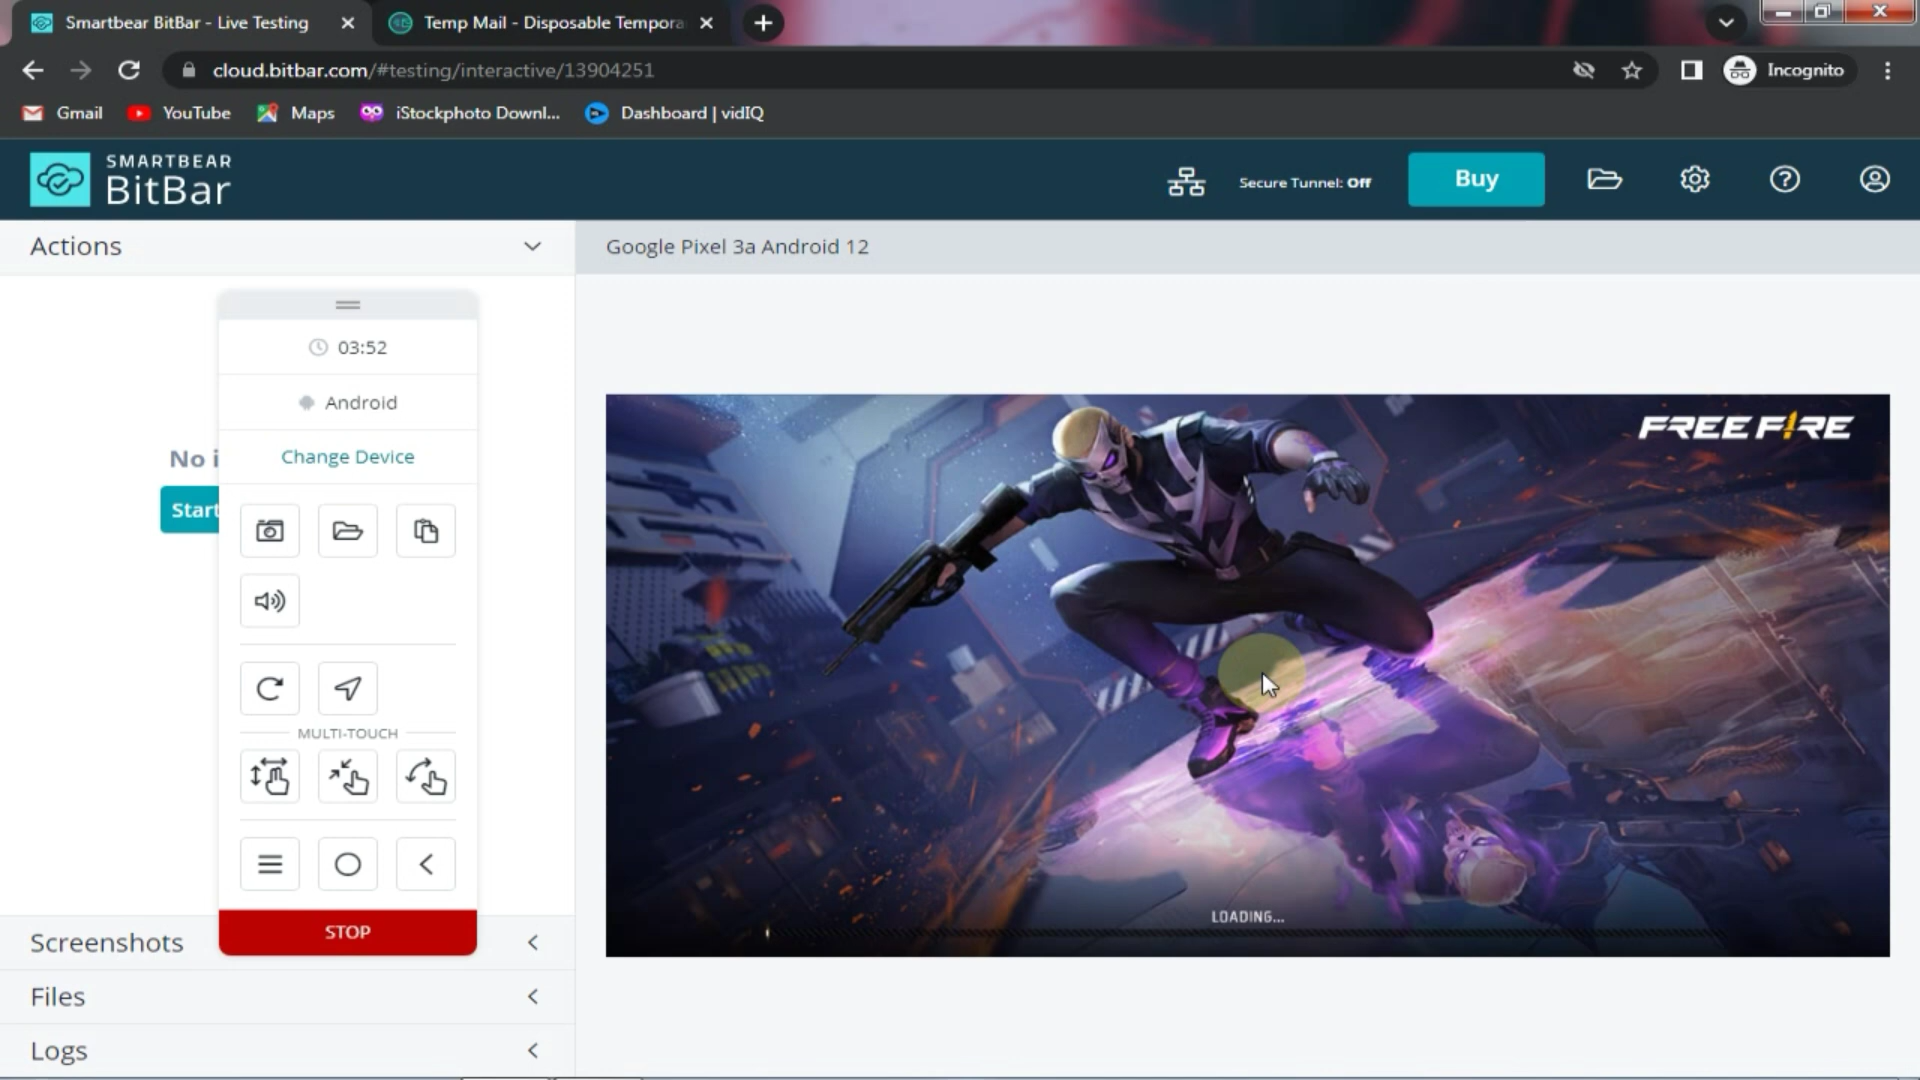 Smartbear BitBar - Live Testing
Temp Mail - Disposable Tempora
cloud.bitbar.com/#testing/interactive/13904251
Incognito
Gmail
YouTube
Maps
iStockphoto Downl...
Dashboard | vidIQ
SMARTBEAR
BitBar
Secure Tunnel: Off
Buy
Actions
Google Pixel 3a Android 12
03:52
Android
No i
Change Device
Start
FREE FIRE
MULTI-TOUCH
LOADING...
STOP
Screenshots
Files
Logs